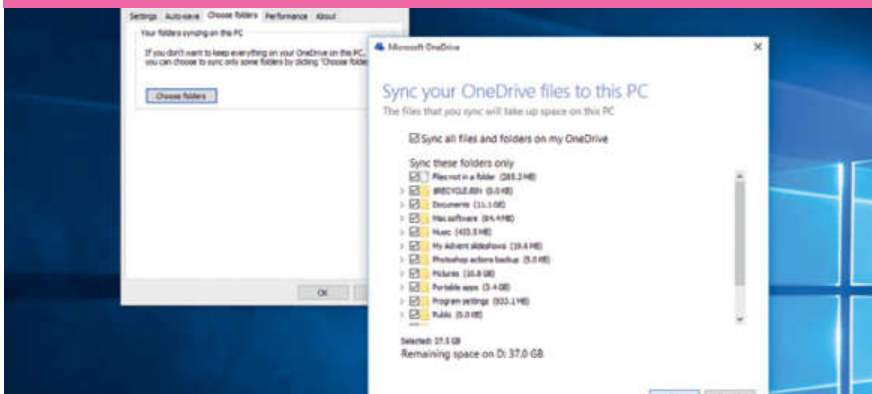 Settings Auto-save Choose folders Performance About
Your folders syncing on this PC
If you don't want to keep everything on your OneDrive on this PC,
you can choose to sync only some folders by clicking 'Choose folde
Choose folders
OK
Microsoft OneDrive
Sync your OneDrive files to this PC
The files that you sync will take up space on this PC
Sync all files and folders on my OneDrive
Sync these folders only
Files not in a folder (285.2 MB)
$RECYCLE.BIN (0.0 KB)
Documents (11.1 GB)
Mac software (84.4 MB)
Music (433.5 MB)
My Advent slideshows (19.6 MB)
Photoshop actions backup (5.0 KB)
Pictures (10.8 GB)
Portable apps (3.4 GB)
Program settings (933.1 MB)
Public (0.0 KB)
Selected: 27.5 GB
Remaining space on D: 37.0 GB